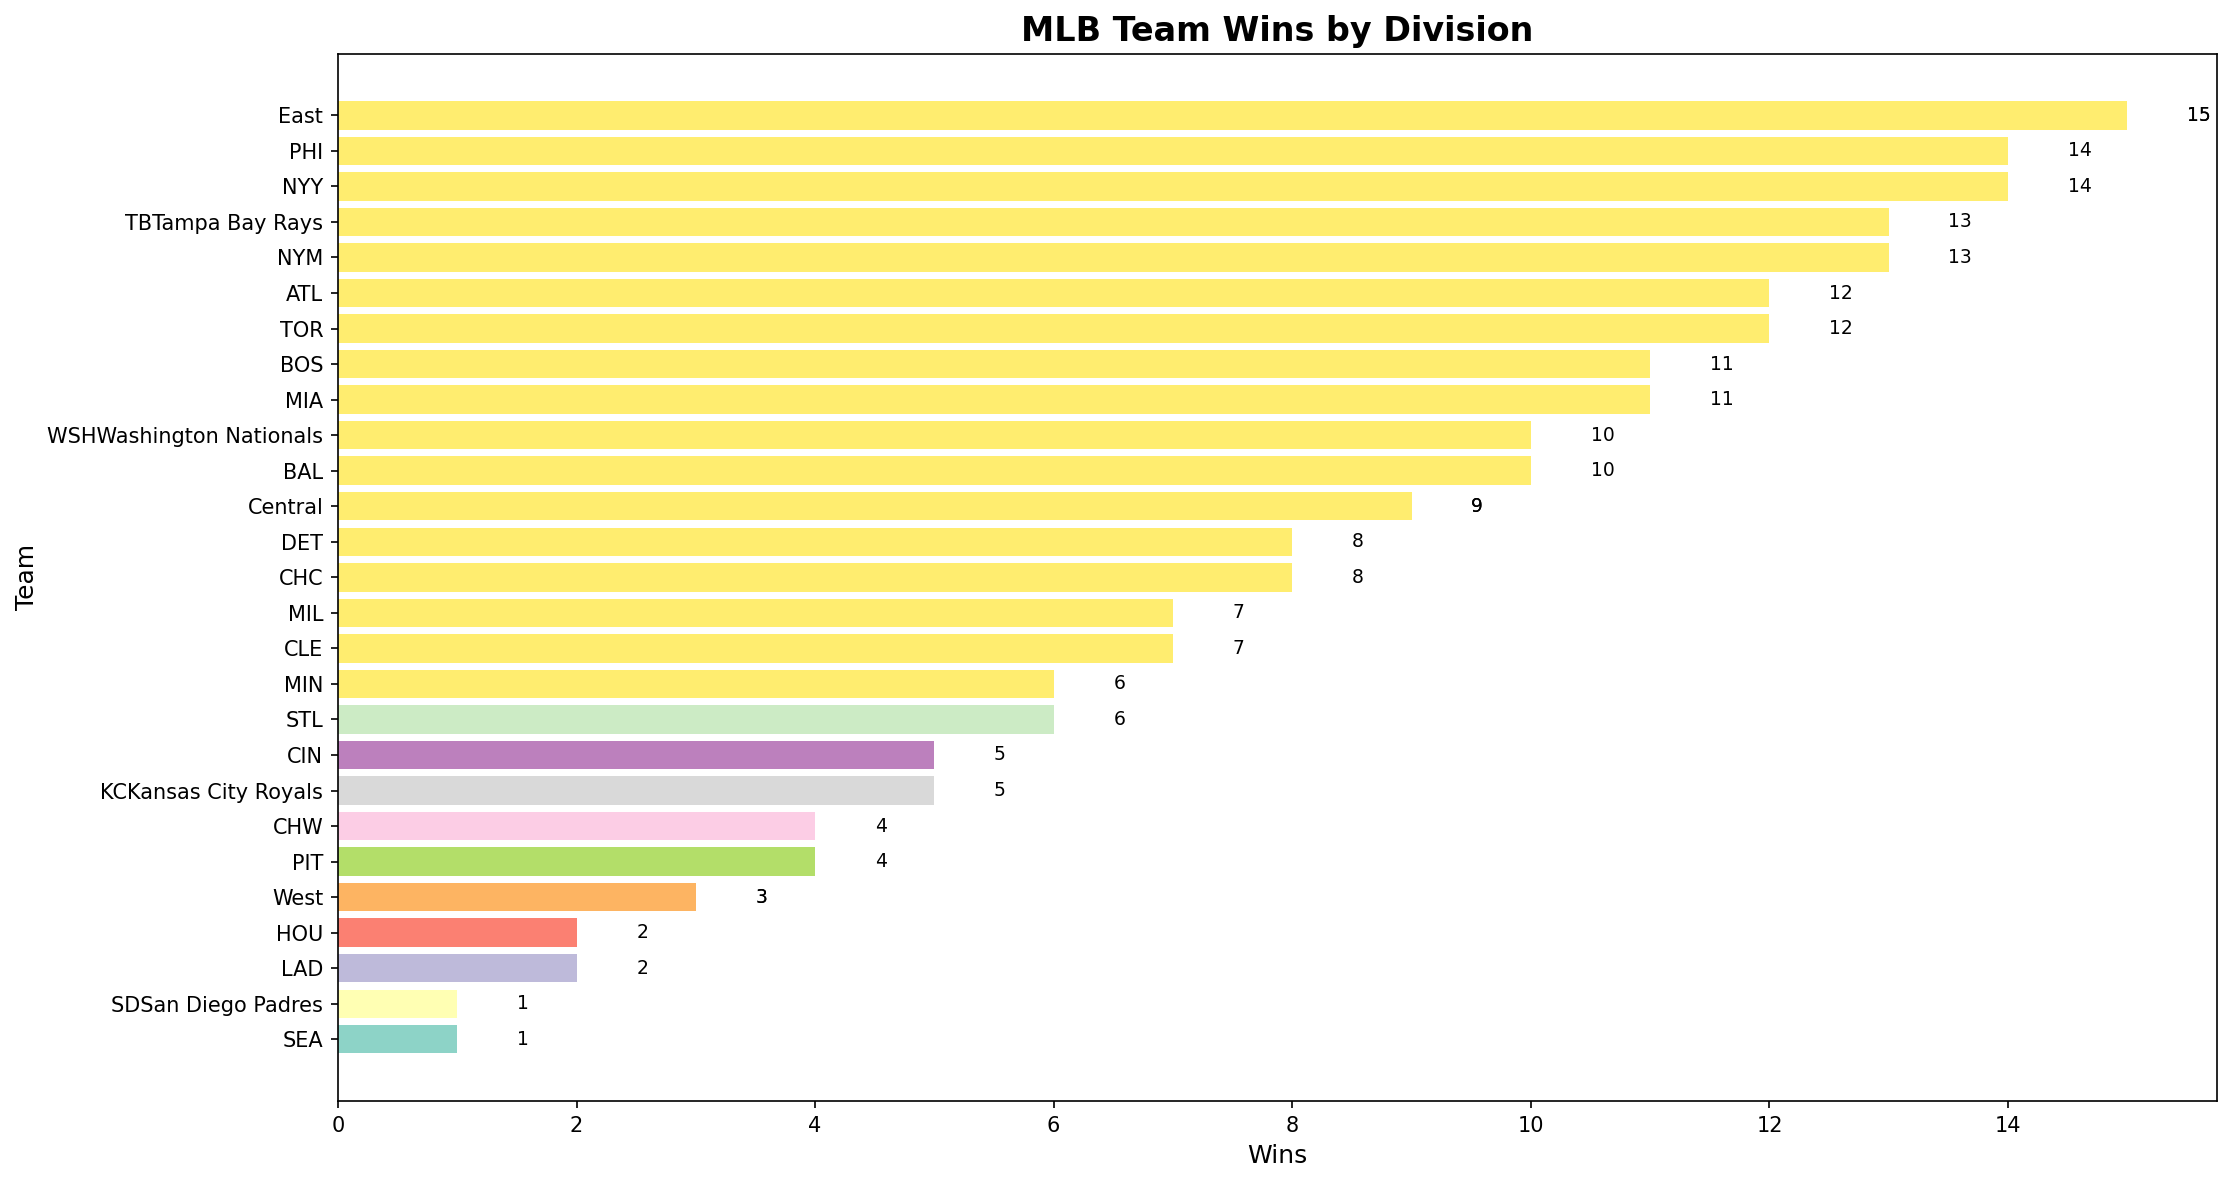 MLB Team Wins by Division
East 15
PHI 14
NYY 14
TBTampa Bay Rays 13
NYM 13
ATL 12
TOR 12
BOS 11
MIA 11
WSHWashington Nationals 10
BAL 10
Central 9
DET 8
CHC 8
MIL 7
CLE 7
MIN 6
STL 6
CIN 5
KCKansas City Royals 5
CHW 4
PIT 4
West 3
HOU 2
LAD 2
SDSan Diego Padres 1
SEA 1
Team
0 2 4 6 8 10 12 14
Wins